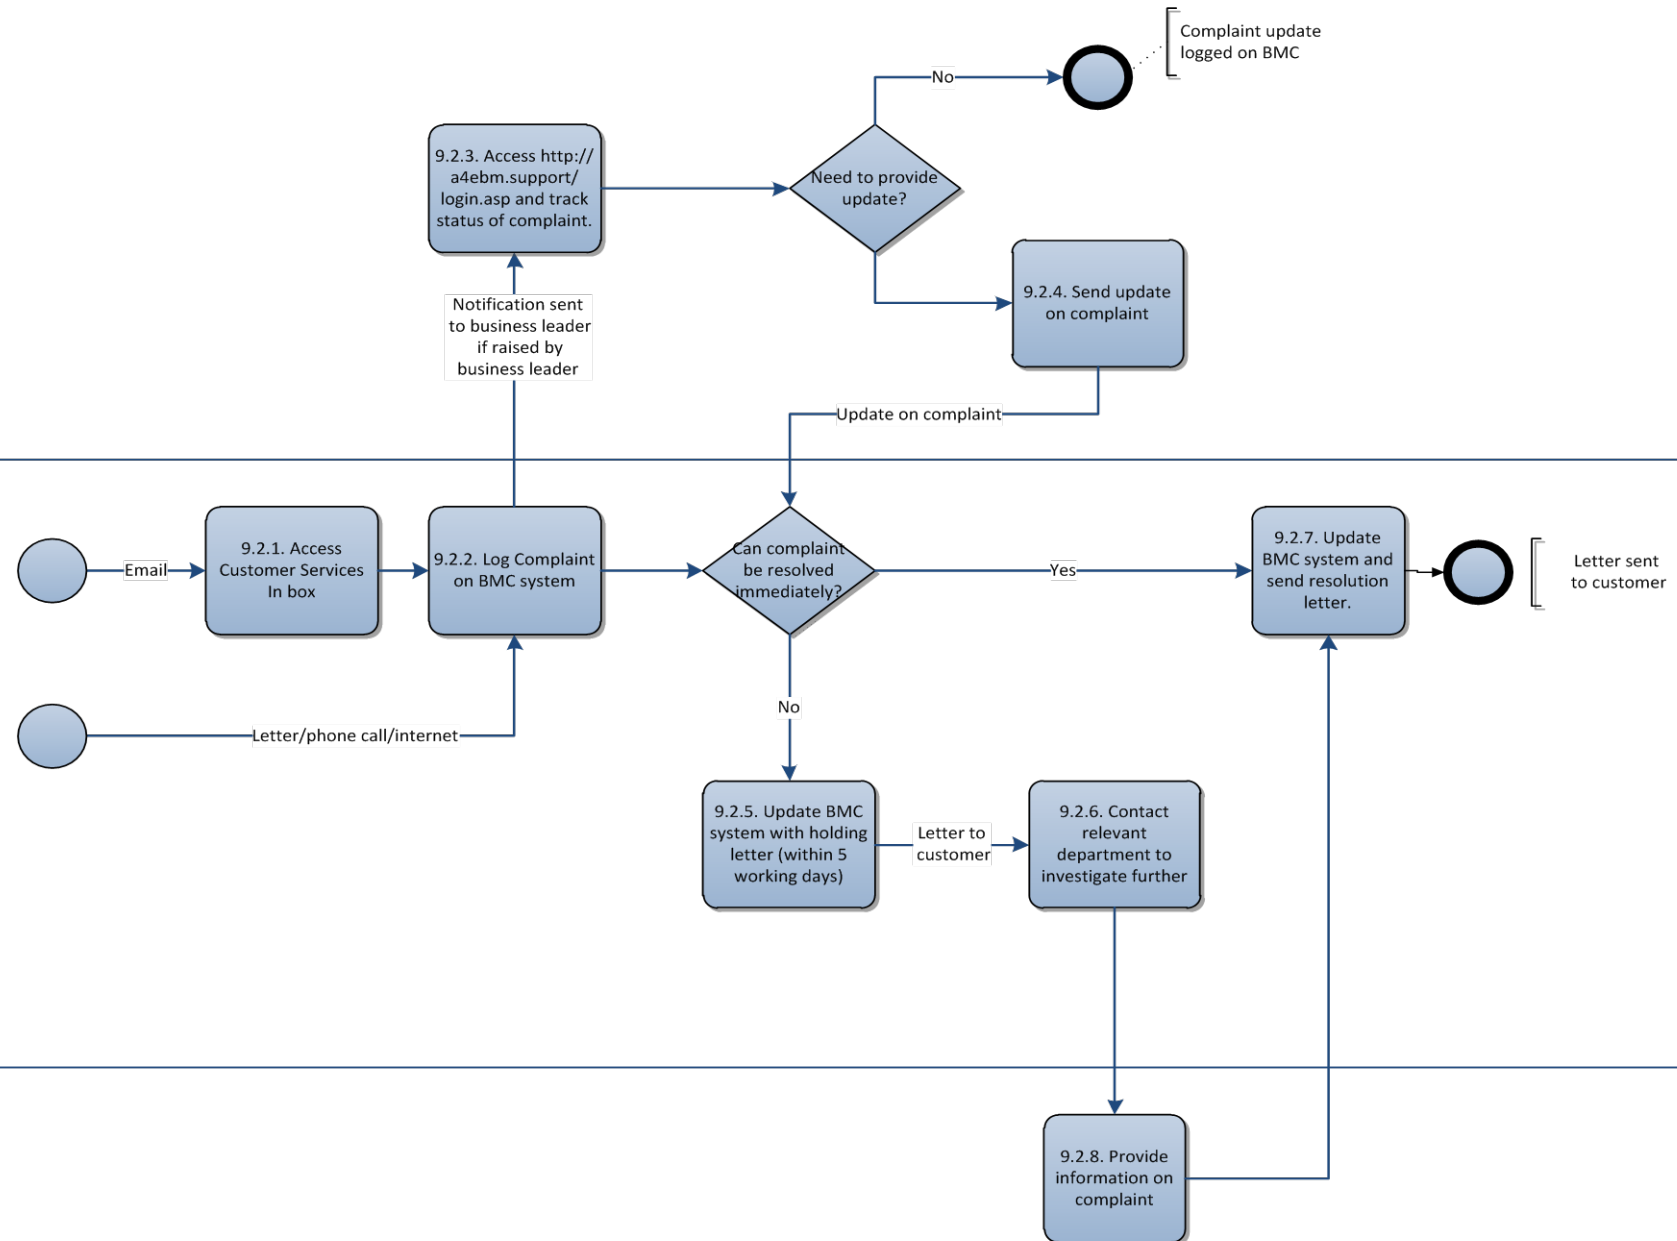 Complaint update
logged on BMC
No
9.2.3. Access http://
a4ebm.support/
login.asp and track
status of complaint.
Need to provide
update?
9.2.4. Send update
on complaint
Notification sent
to business leader
if raised by
business leader
Update on complaint
Email
9.2.1. Access
Customer Services
In box
9.2.2. Log Complaint
on BMC system
Can complaint
be resolved
immediately?
Yes
9.2.7. Update
BMC system and
send resolution
letter.
Letter sent
to customer
Letter/phone call/internet
No
9.2.5. Update BMC
system with holding
letter (within 5
working days)
Letter to
customer
9.2.6. Contact
relevant
department to
investigate further
9.2.8. Provide
information on
complaint